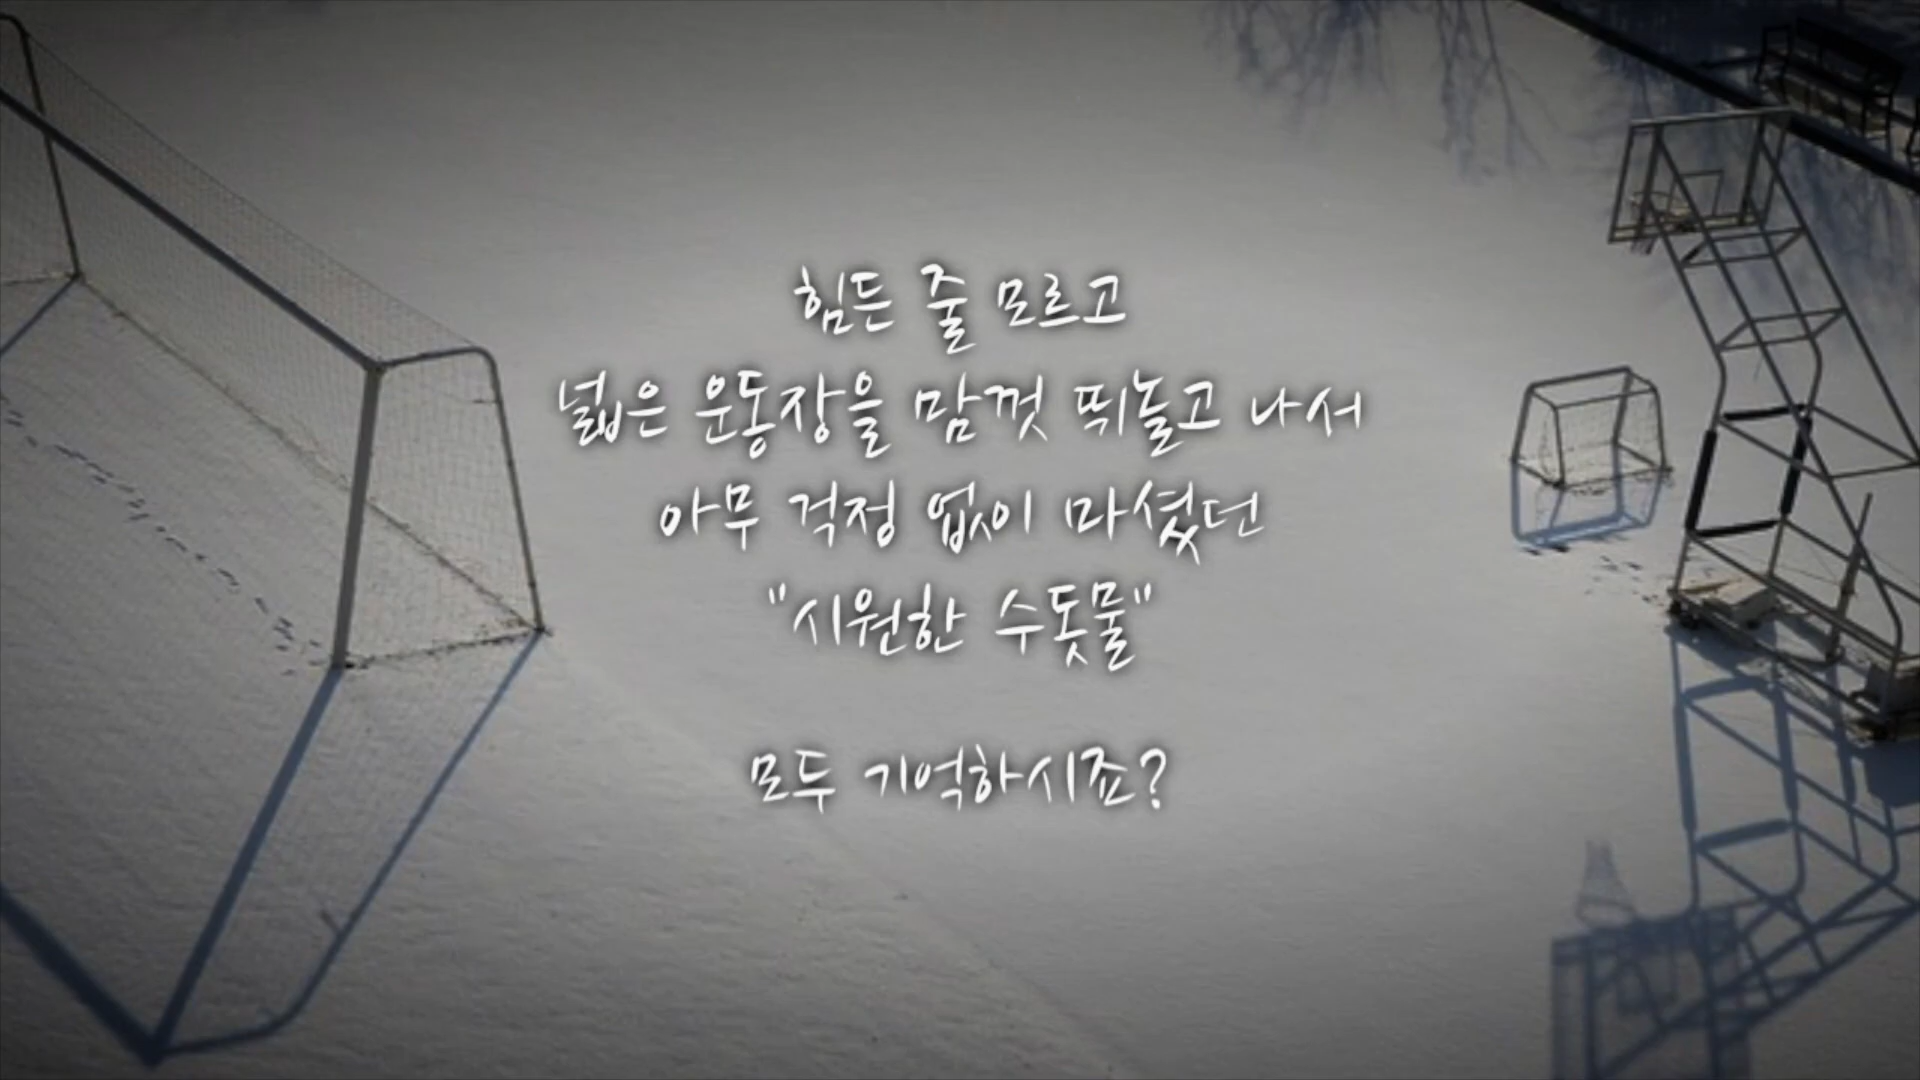 힘든 줄 모르고
넓은 운동장을 맘껏 뛰놀고 나서
아무 걱정 없이 마셨던
"시원한 수돗물"
모두 기억하시죠?